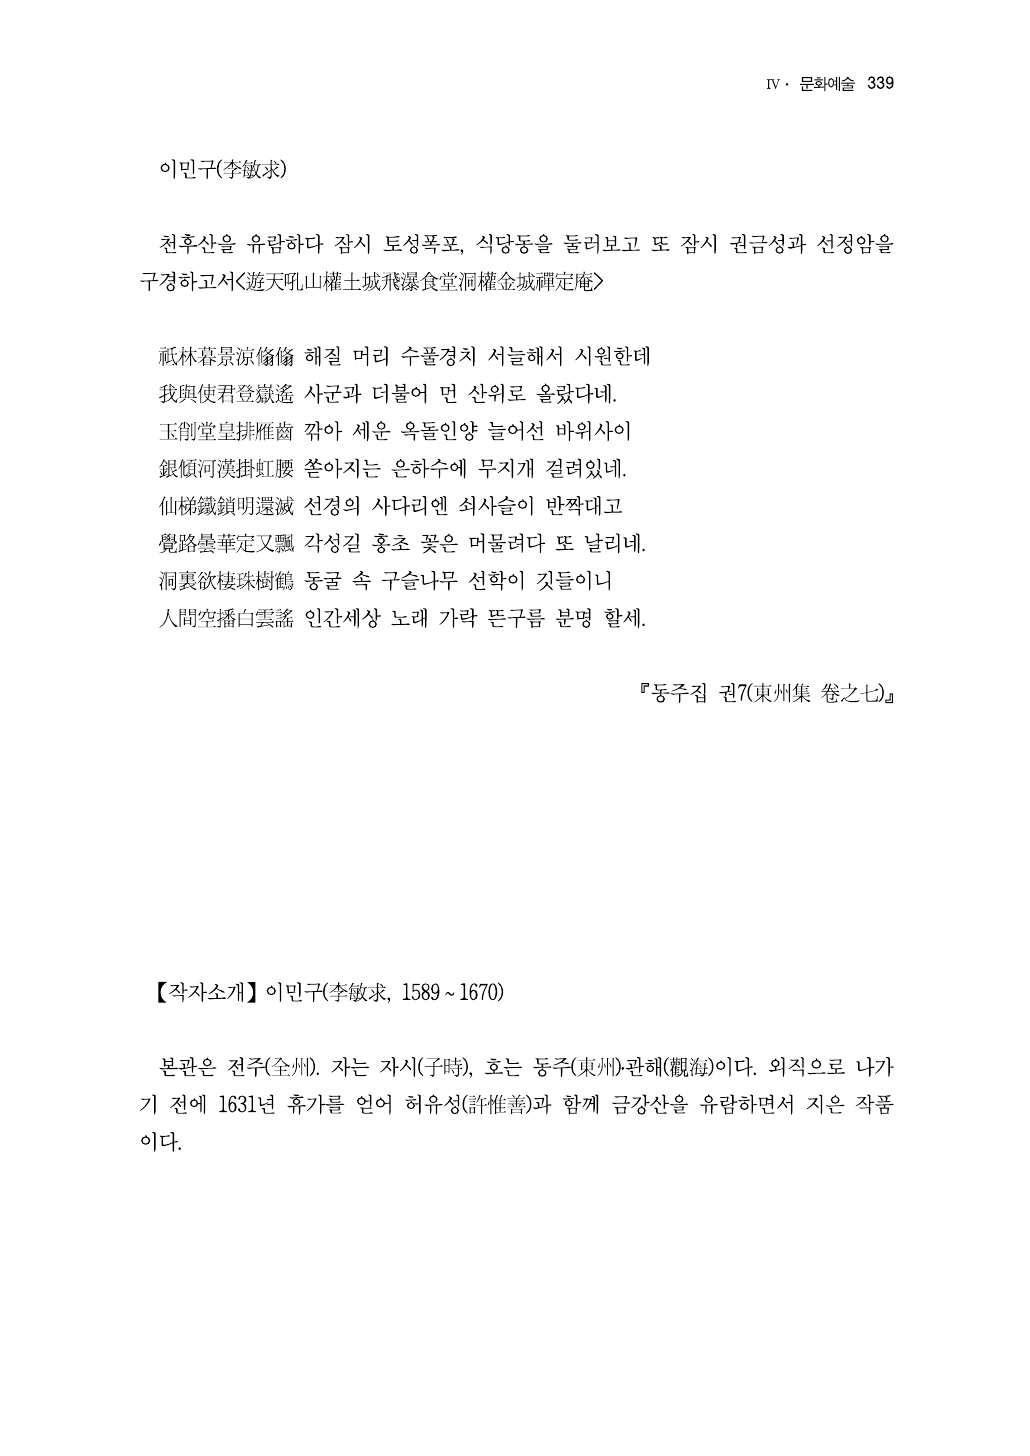 Ⅳ· 문화예술 339
이민구(李敏求)
천후산을 유람하다 잠시 토성폭포, 식당동을 둘러보고 또 잠시 권금성과 선정암을
구경하고서<遊天吼山權土城飛瀑食堂洞權金城禪定庵>
祗林暮景涼翛翛 해질 머리 수풀경치 서늘해서 시원한데
我與使君登嶽遙 사군과 더불어 먼 산위로 올랐다네.
玉削堂皇排雁齒 깎아 세운 옥돌인양 늘어선 바위사이
銀傾河漢掛虹腰 쏟아지는 은하수에 무지개 걸려있네.
仙梯鐵鎖明還滅 선경의 사다리엔 쇠사슬이 반짝대고
覺路曇華定又飄 각성길 홍초 꽃은 머물려다 또 날리네.
洞裏欲棲珠樹鶴 동굴 속 구슬나무 선학이 깃들이니
人間空播白雲謠 인간세상 노래 가락 뜬구름 분명 할세.
『동주집 권7(東州集 卷之七)』
【작자소개】이민구(李敏求, 1589~1670)
본관은 전주(全州). 자는 자시(子時), 호는 동주(東州)·관해(觀海)이다. 외직으로 나가
기 전에 1631년 휴가를 얻어 허유성(許惟善)과 함께 금강산을 유람하면서 지은 작품
이다.